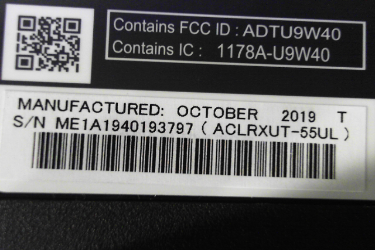 Contains FCC ID : ADTU9W40
Contains IC : 1178A-U9W40
MANUFACTURED: OCTOBER 2019 T
S/N ME1A1940193797 ( ACLRXUT-55UL )